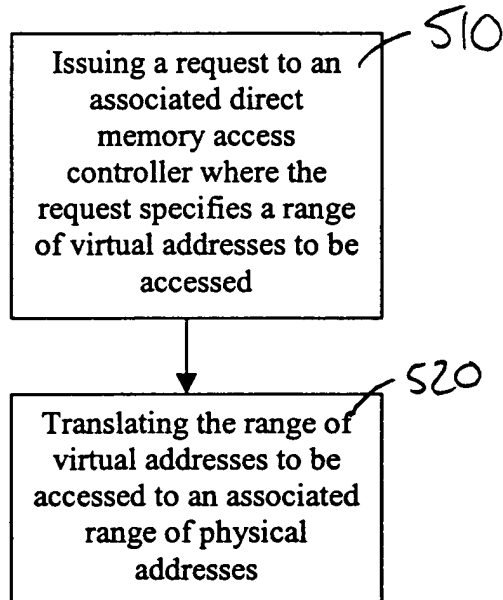 510
Issuing a request to an
associated direct
memory access
controller where the
request specifies a range
of virtual addresses to be
accessed
520
Translating the range of
virtual addresses to be
accessed to an associated
range of physical
addresses